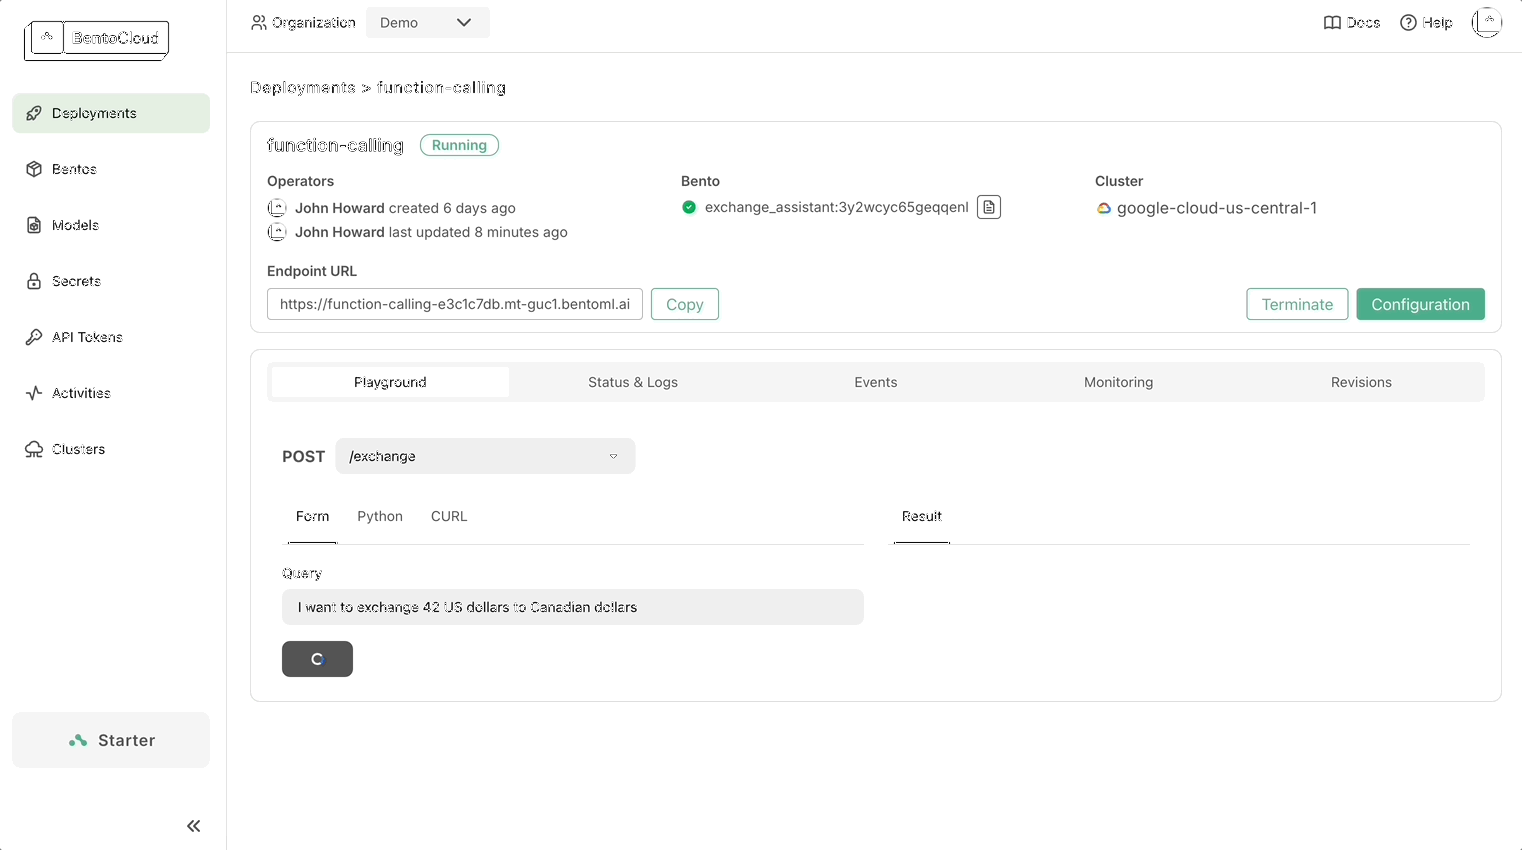 BentoCloud
Organization
Demo
Docs
Help
Deployments
Bentos
Models
Secrets
API Tokens
Activities
Clusters
Starter
Deploymants > function-calling
function-calling
Running
Operators
John Howard created 6 days ago
John Howard last updated 8 minutes ago
Bento
exchange_assistant:3y2wcyc65geqqenl
Cluster
google-cloud-us-central-1
Endpoint URL
https://function-calling-e3c1c7db.mt-guc1.bentoml.ai
Copy
Terminate
Configuration
Playground
Status & Logs
Events
Monitoring
Revisions
POST
/exchange
Form
Python
CURL
Result
Query
I want to exchange 42 US dollars to Canadian dollars